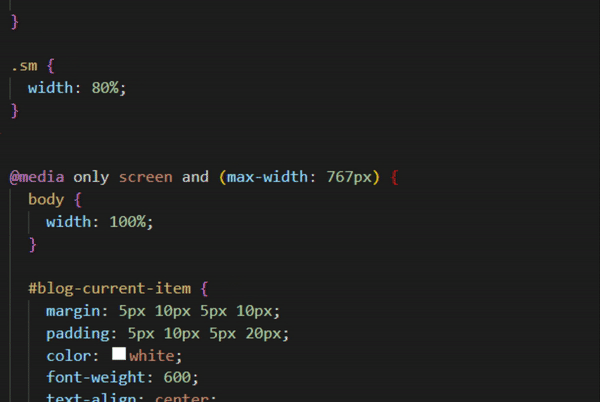 }
.sm {
width: 80%;
}
@media only screen and (max-width: 767px) {
body {
width: 100%;
}
#blog-current-item {
margin: 5px 10px 5px 10px;
padding: 5px 10px 5px 20px;
color: white;
font-weight: 600;
text-align: center;